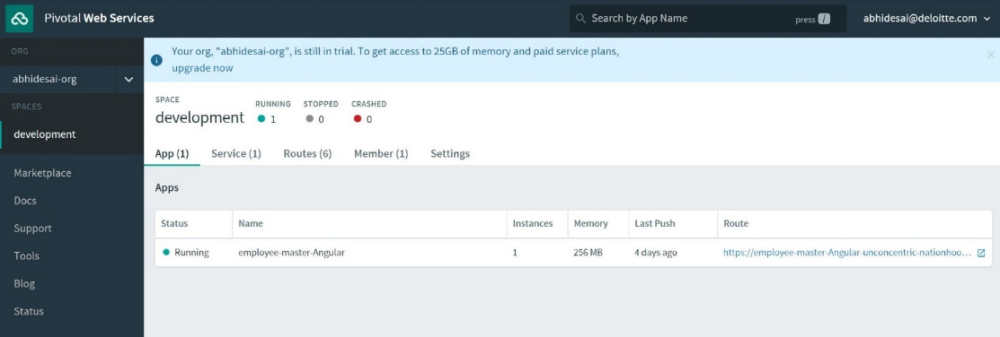 Pivotal Web Services
Search by App Name
press /
abhidesai@deloitte.com
ORG
abhidesai-org
SPACES
development
Marketplace
Docs
Support
Tools
Blog
Status
Your org, "abhidesai-org", is still in trial. To get access to 25GB of memory and paid service plans,
upgrade now
SPACE
development
RUNNING STOPPED CRASHED
1 0 0
App (1) Service (1) Routes (6) Member (1) Settings
Apps
Status Name Instances Memory Last Push Route
Running employee-master-Angular 1 256 MB 4 days ago https://employee-master-Angular-unconcentric-nationhoo...